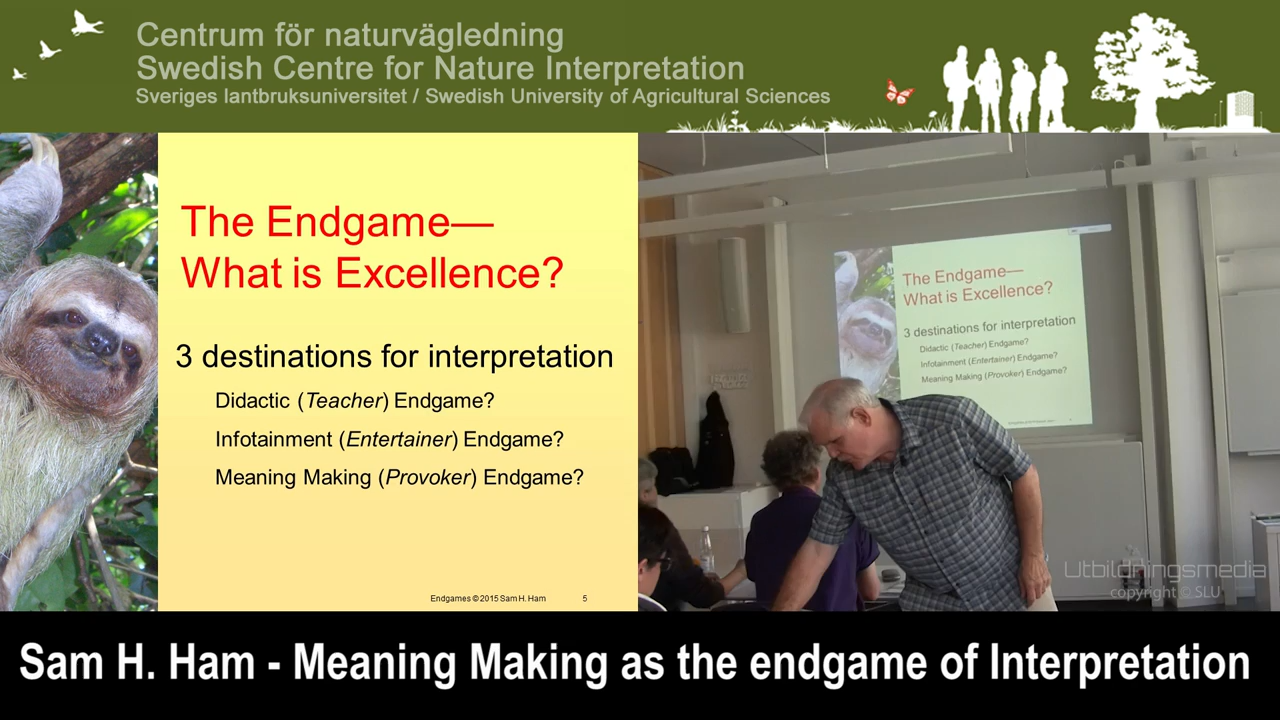 Centrum för naturvägledning
Swedish Centre for Nature Interpretation
Sveriges lantbruksuniversitet / Swedish University of Agricultural Sciences
The Endgame—
What is Excellence?
3 destinations for interpretation
Didactic (Teacher) Endgame?
Infotainment (Entertainer) Endgame?
Meaning Making (Provoker) Endgame?
Endgames © 2015 Sam H. Ham 5
The Endgame—
What is Excellence?
3 destinations for interpretation
Didactic (Teacher) Endgame?
Infotainment (Entertainer) Endgame?
Meaning Making (Provoker) Endgame?
Utbildningsmedia
copyright © SLU
Sam H. Ham - Meaning Making as the endgame of Interpretation